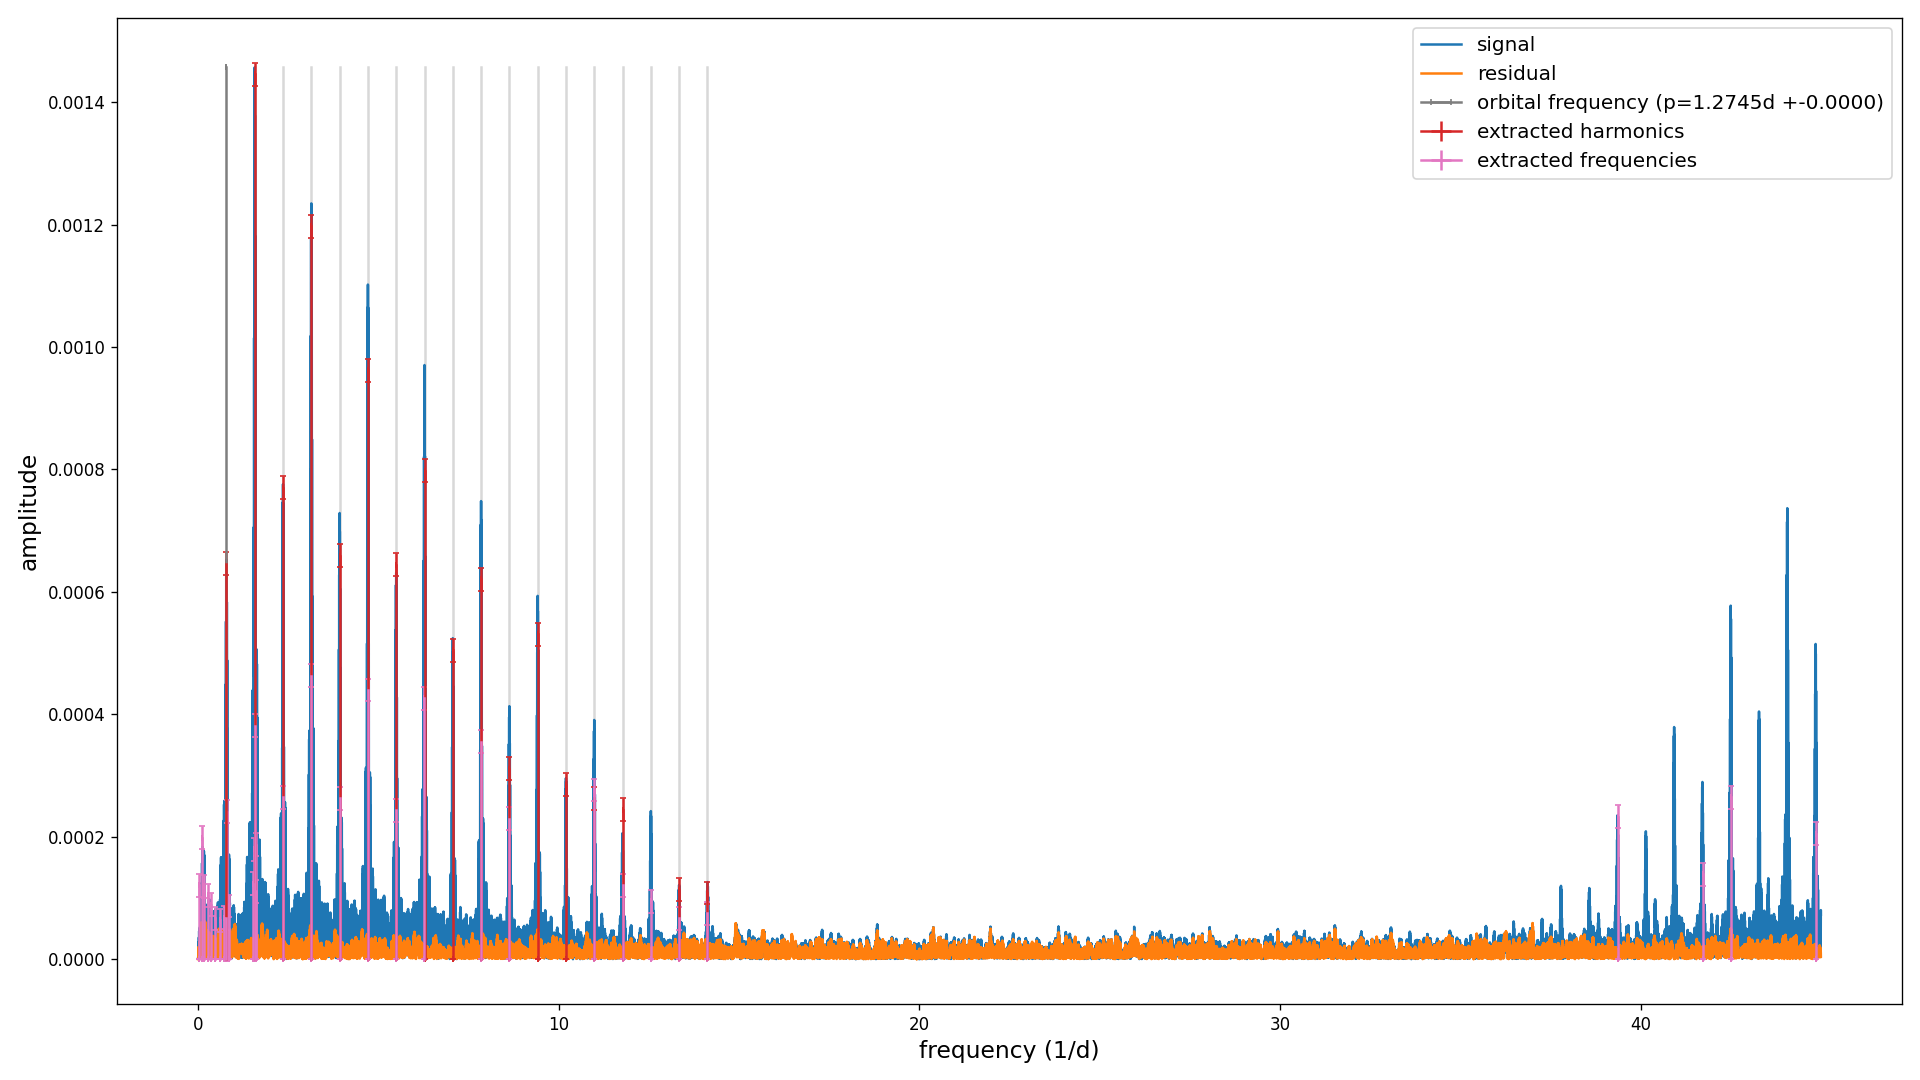 signal
residual
orbital frequency (p=1.2745d +-0.0000)
extracted harmonics
extracted frequencies
0.0014
0.0012
0.0010
0.0008
0.0006
0.0004
0.0002
0.0000
amplitude
0 10 20 30 40
frequency (1/d)